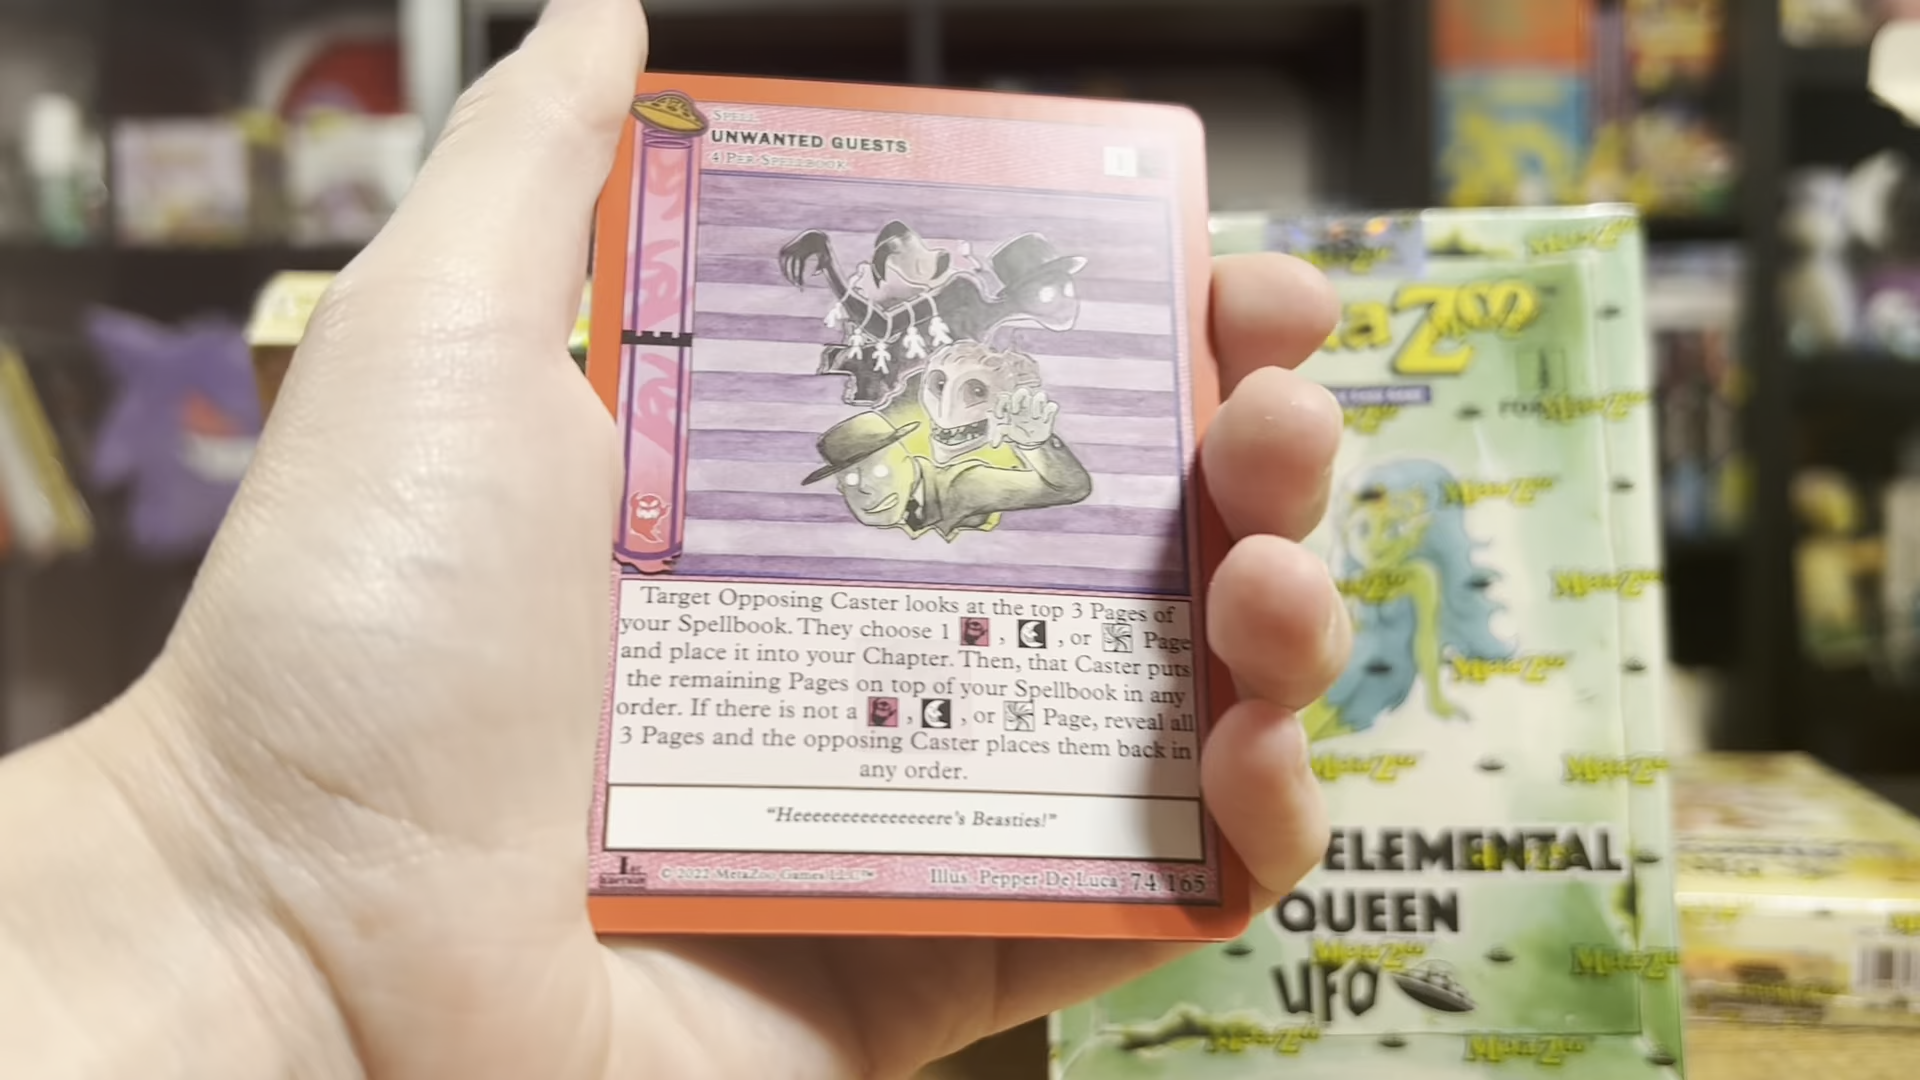 SPELL
UNWANTED GUESTS
4 PER SPELLBOOK
1
Target Opposing Caster looks at the top 3 Pages of
your Spellbook. They choose 1 , , or Page
and place it into your Chapter. Then, that Caster puts
the remaining Pages on top of your Spellbook in any
order. If there is not a , , or Page, reveal all
3 Pages and the opposing Caster places them back in
any order.
“Heeeeeeeeeeeeeeere’s Beasties!”
1st EDITION © 2022 MetaZoo Games LLC™ Illus. Pepper De Luca 74/165
aZoo
ELEMENTAL
QUEEN
UFO